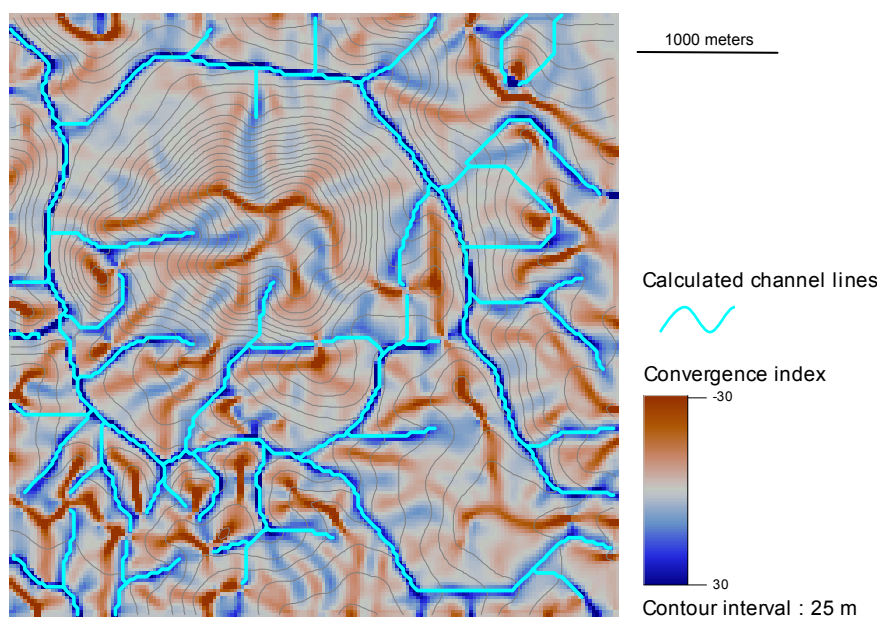 1000 meters
Calculated channel lines
Convergence index
-30
30
Contour interval : 25 m